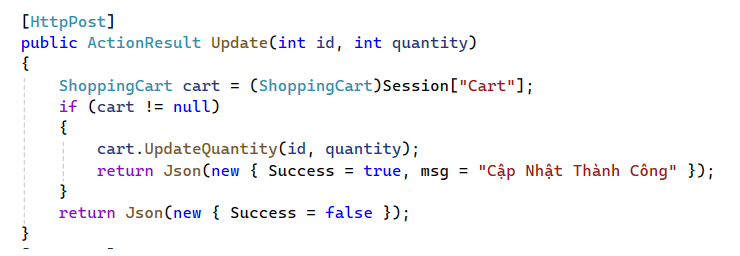 [HttpPost]
public ActionResult Update(int id, int quantity)
{
ShoppingCart cart = (ShoppingCart)Session["Cart"];
if (cart != null)
{
cart.UpdateQuantity(id, quantity);
return Json(new { Success = true, msg = "Cập Nhật Thành Công" });
}
return Json(new { Success = false });
}